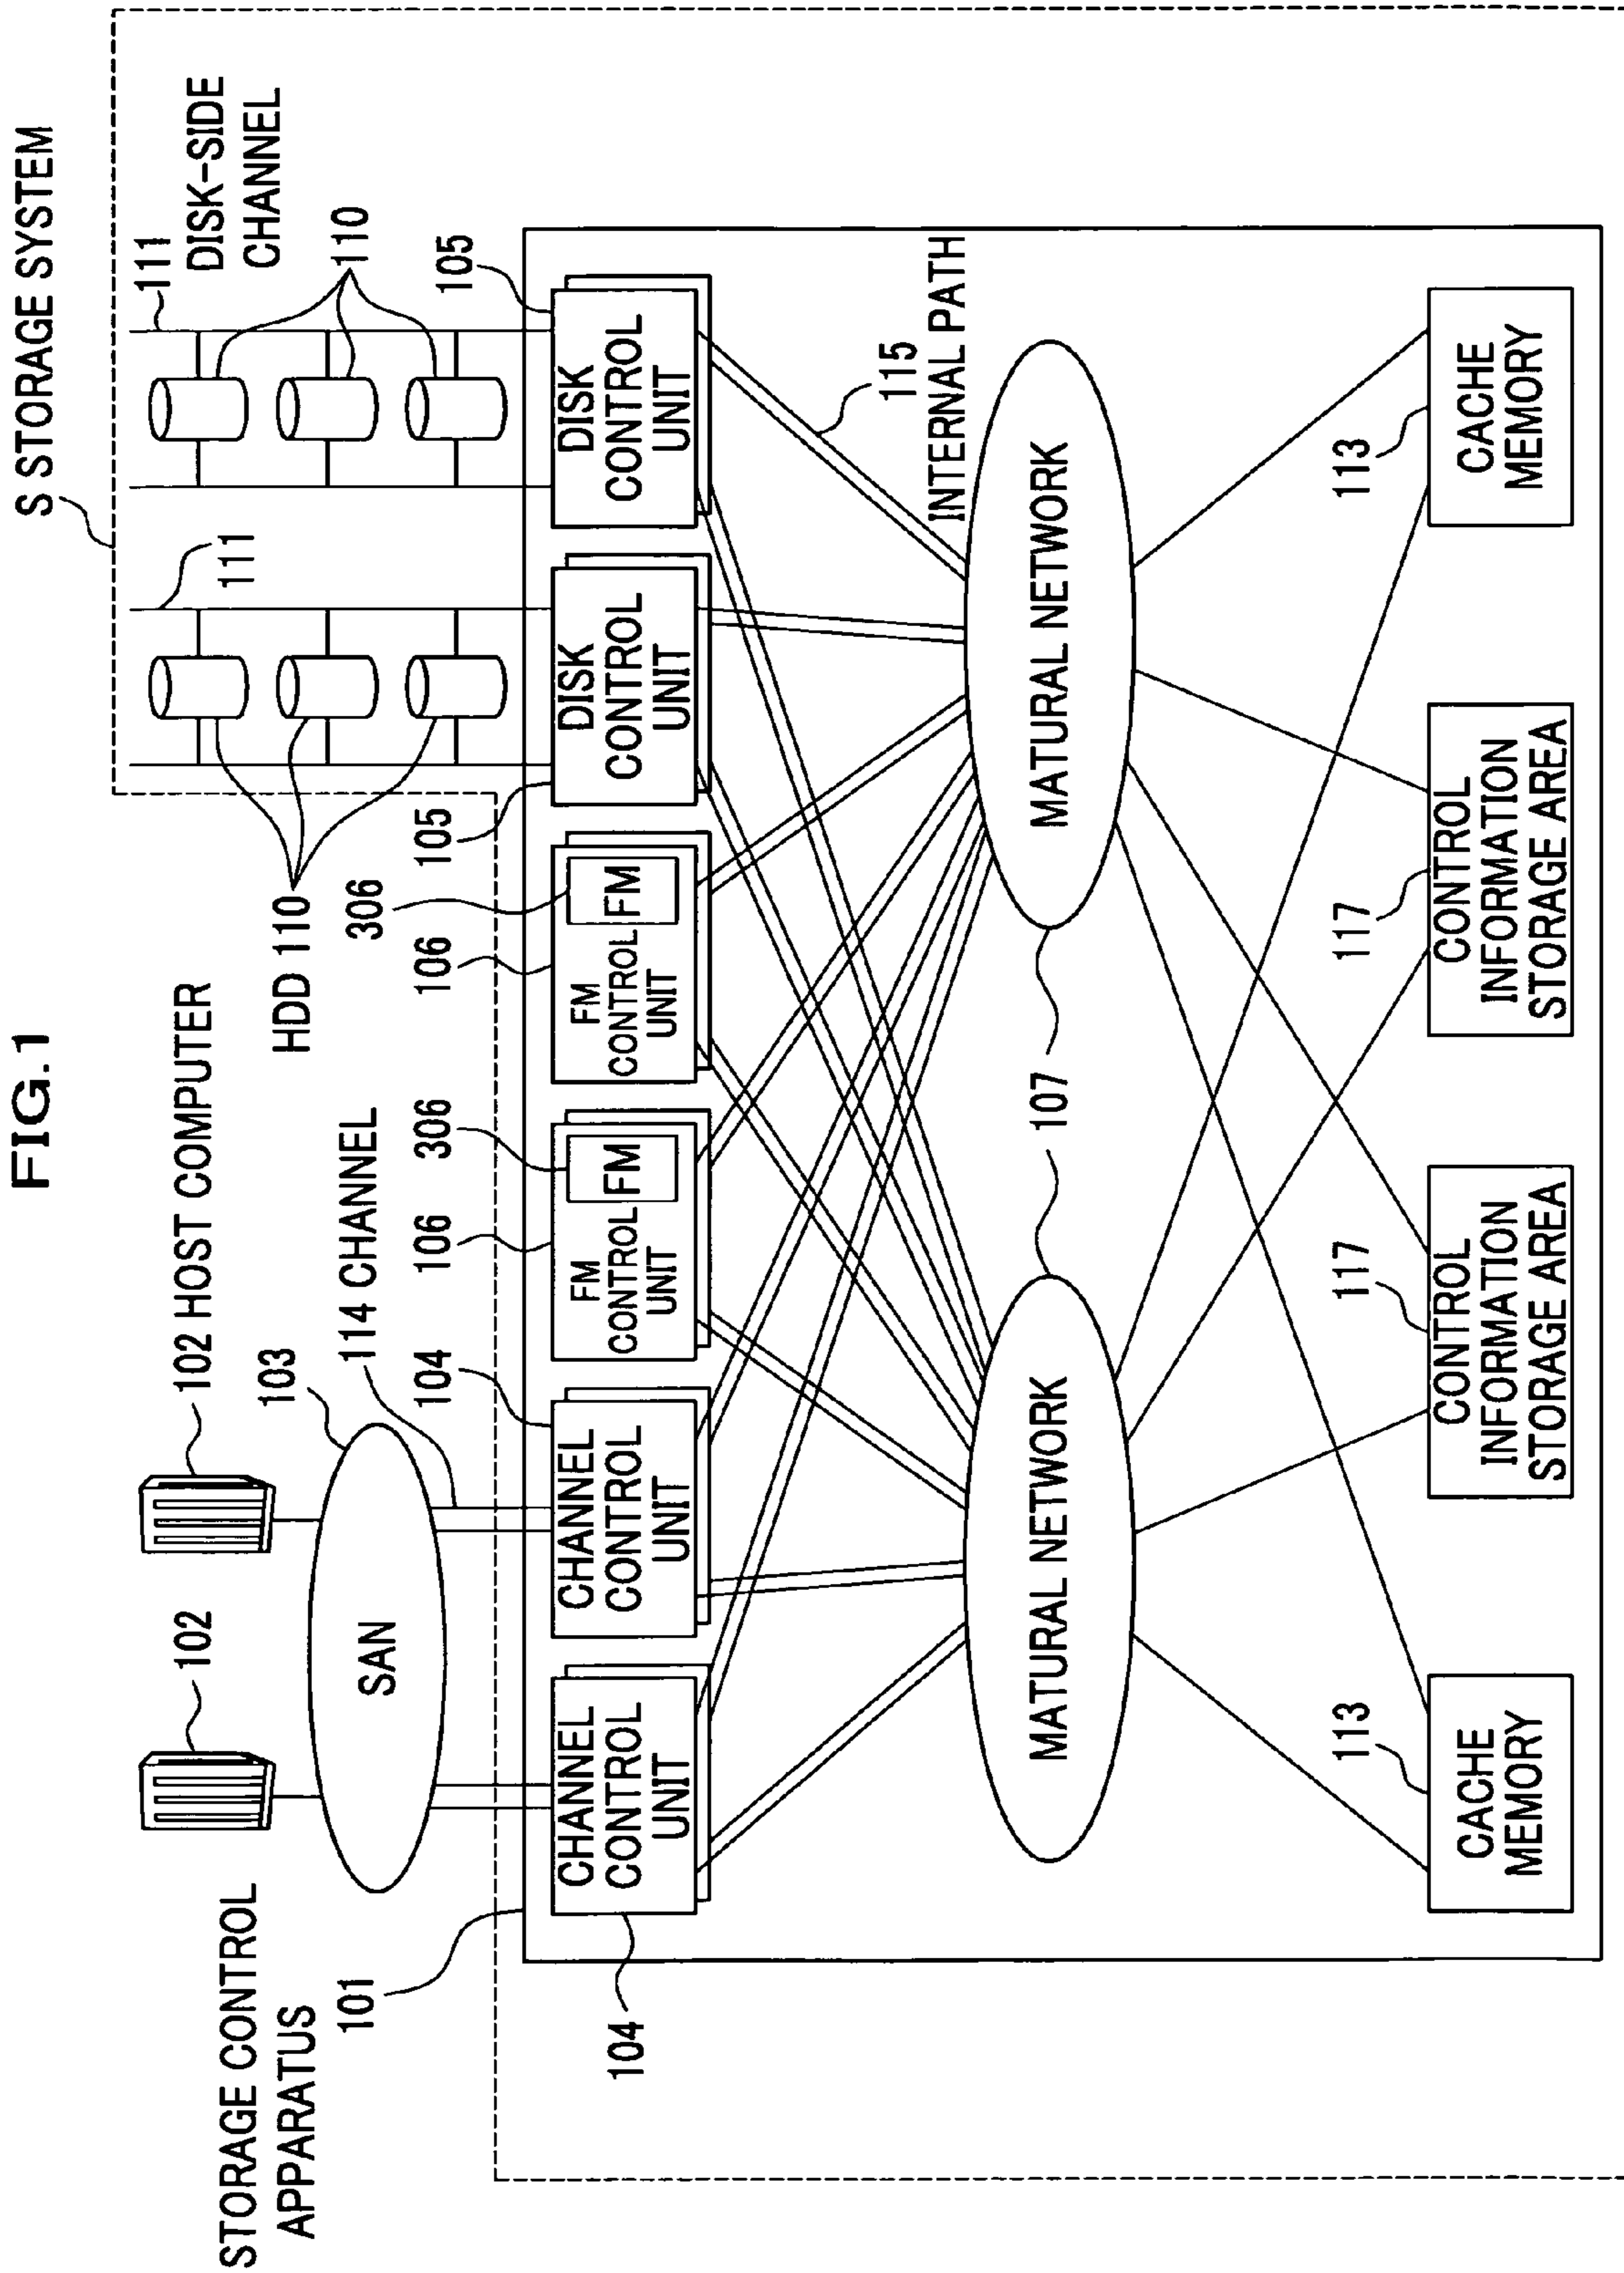 FIG.1
S STORAGE SYSTEM
102
102 HOST COMPUTER
111
111
DISK-SIDE
CHANNEL
STORAGE CONTROL
APPARATUS
103
HDD 110
110
SAN
114 CHANNEL
306
101
104
106
306
106
105
105
CHANNEL
CONTROL
UNIT
CHANNEL
CONTROL
UNIT
FM
CONTROL
UNIT
FM
FM
CONTROL
UNIT
FM
DISK
CONTROL
UNIT
DISK
CONTROL
UNIT
104
115
INTERNAL PATH
MATURAL NETWORK
107
MATURAL NETWORK
113
117
117
113
CACHE
MEMORY
CONTROL
INFORMATION
STORAGE AREA
CONTROL
INFORMATION
STORAGE AREA
CACHE
MEMORY